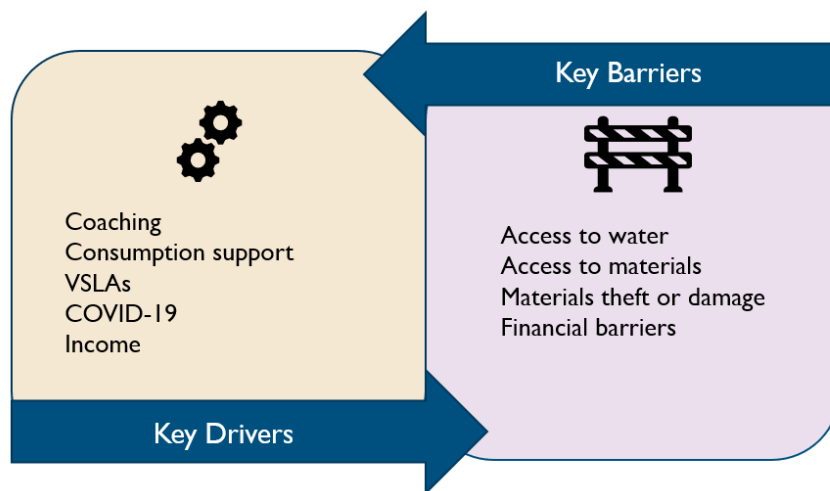 Key Barriers
Coaching
Consumption support
VSLAs
COVID-19
Income
Access to water
Access to materials
Materials theft or damage
Financial barriers
Key Drivers